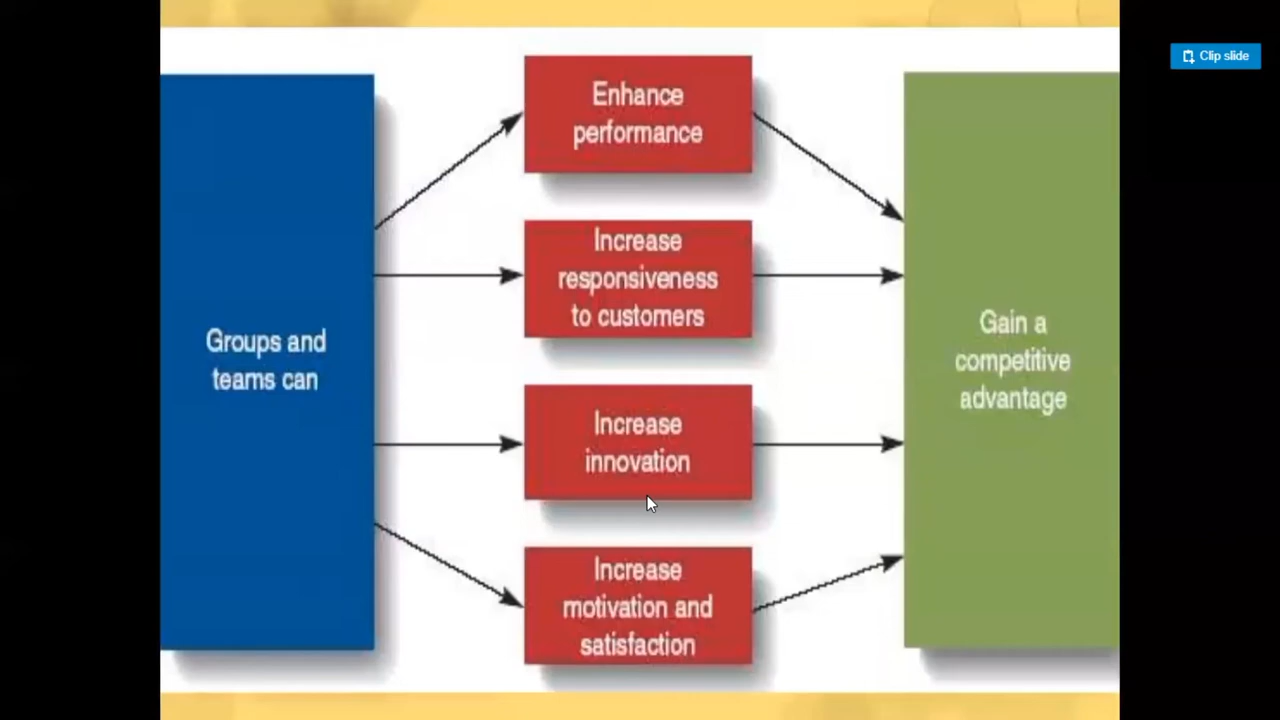 Clip slide
Groups and
teams can
Enhance
performance
Increase
responsiveness
to customers
Increase
innovation
Increase
motivation and
satisfaction
Gain a
competitive
advantage